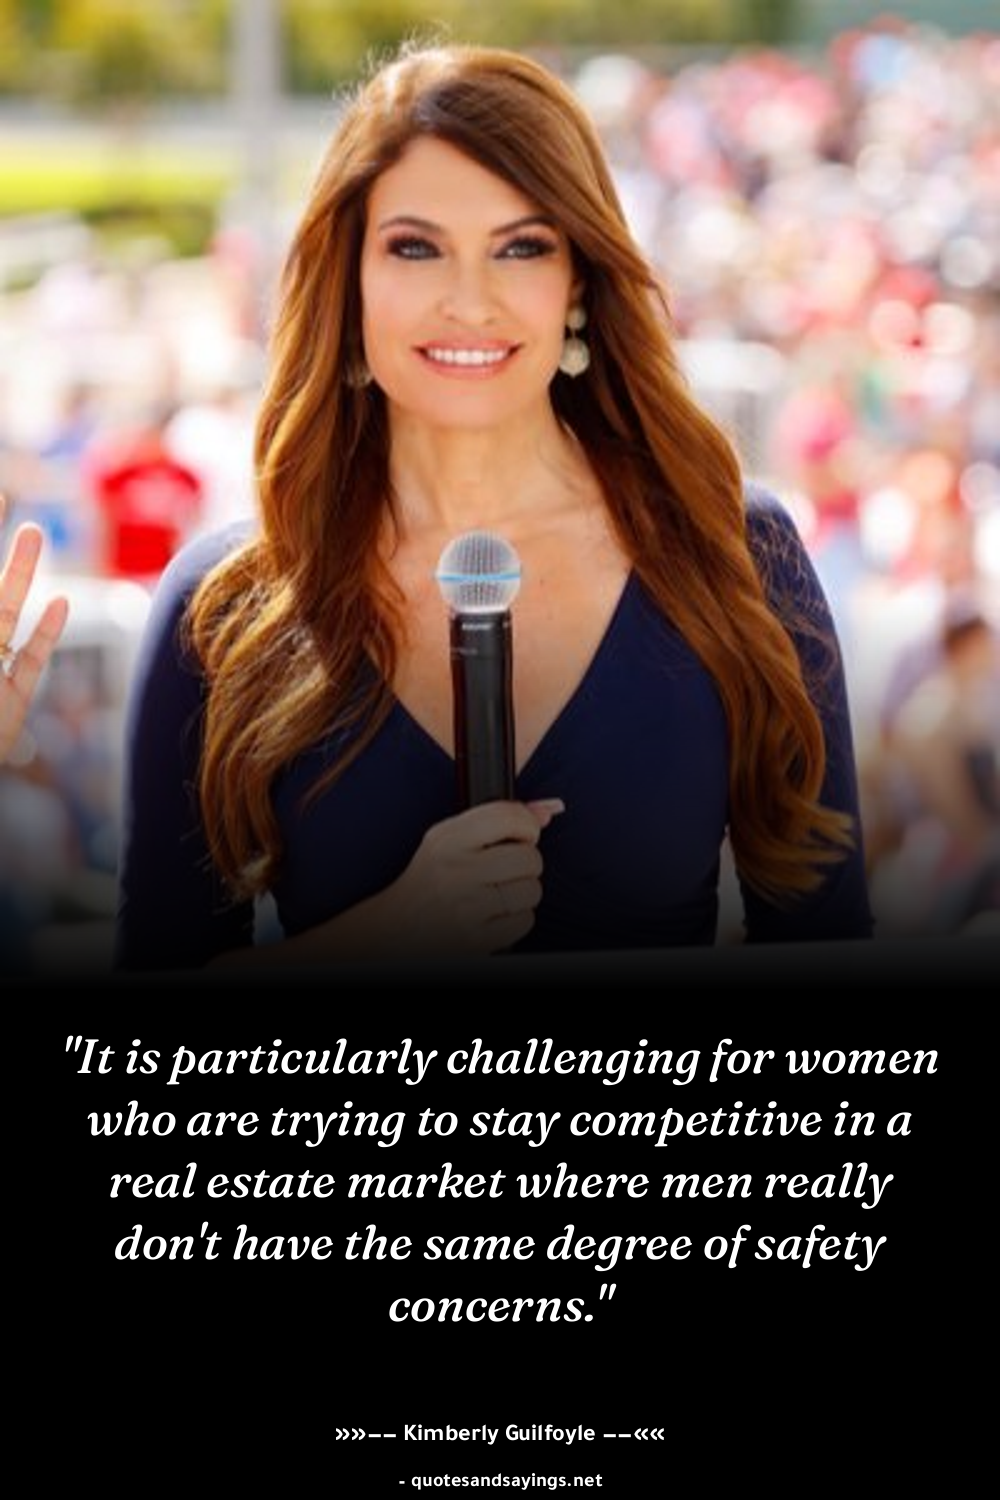 "It is particularly challenging for women
who are trying to stay competitive in a
real estate market where men really
don't have the same degree of safety
concerns."
»»–– Kimberly Guilfoyle ––««
- quotesandsayings.net